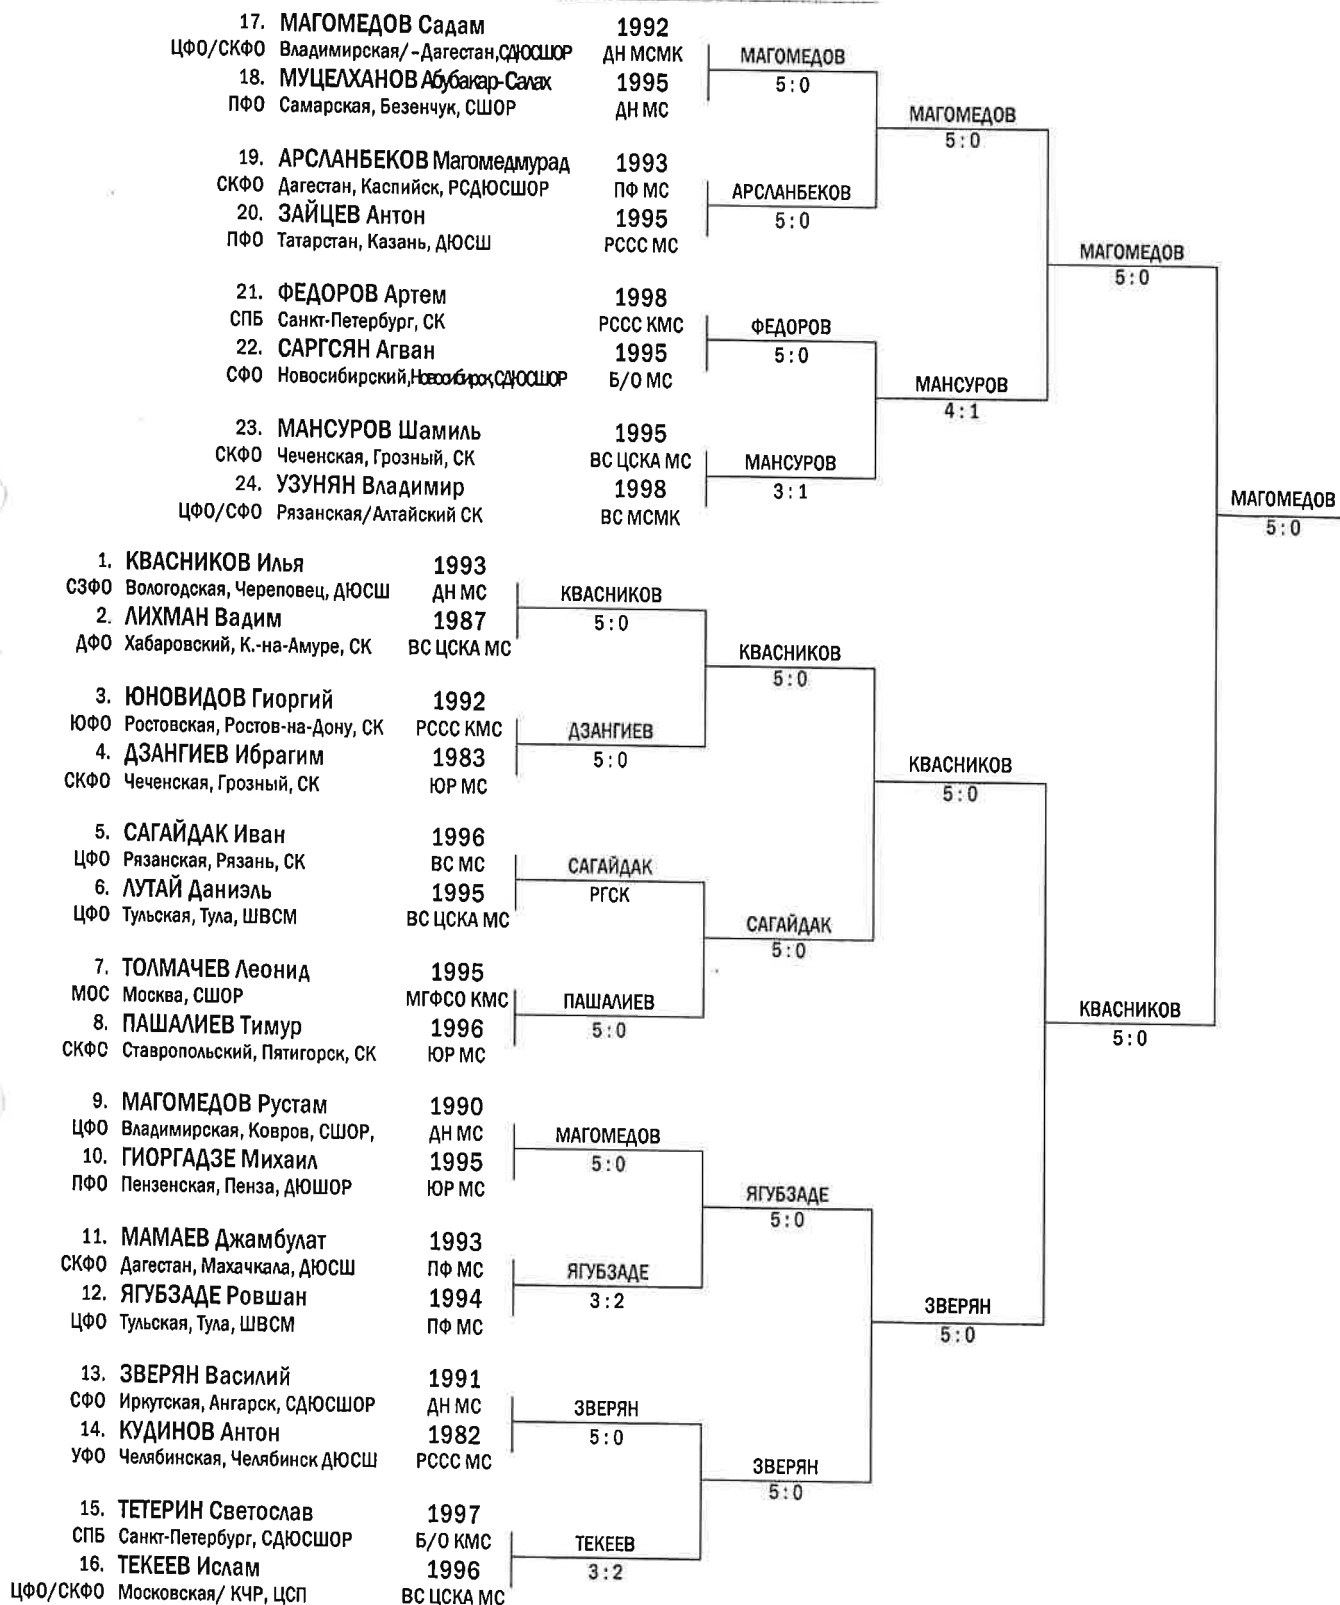 17. МАГОМЕДОВ Садам 1992
ЦФО/СКФО Владимирская/-Дагестан,СДЮСШОР ДН МСМК
МАГОМЕДОВ
5:0
18. МУЦЕЛХАНОВ Абубакар-Салах 1995
ПФО Самарская, Безенчук, СШОР ДН МС
МАГОМЕДОВ
5:0
19. АРСЛАНБЕКОВ Магомедмурад 1993
СКФО Дагестан, Каспийск, РСДЮСШОР ПФ МС
АРСЛАНБЕКОВ
5:0
20. ЗАЙЦЕВ Антон 1995
ПФО Татарстан, Казань, ДЮСШ РССС МС
МАГОМЕДОВ
5:0
21. ФЕДОРОВ Артем 1998
СПБ Санкт-Петербург, СК РССС КМС
ФЕДОРОВ
5:0
22. САРГСЯН Агван 1995
СФО Новосибирский,Новосибирск,СДЮСШОР Б/О МС
МАНСУРОВ
4:1
23. МАНСУРОВ Шамиль 1995
СКФО Чеченская, Грозный, СК ВС ЦСКА МС
МАНСУРОВ
3:1
24. УЗУНЯН Владимир 1998
ЦФО/СФО Рязанская/Алтайский СК ВС МСМК
МАГОМЕДОВ
5:0
1. КВАСНИКОВ Илья 1993
СЗФО Вологодская, Череповец, ДЮСШ ДН МС
КВАСНИКОВ
5:0
2. ЛИХМАН Вадим 1987
ДФО Хабаровский, К.-на-Амуре, СК ВС ЦСКА МС
КВАСНИКОВ
5:0
3. ЮНОВИДОВ Гиоргий 1992
ЮФО Ростовская, Ростов-на-Дону, СК РССС КМС
ДЗАНГИЕВ
5:0
4. ДЗАНГИЕВ Ибрагим 1983
СКФО Чеченская, Грозный, СК ЮР МС
КВАСНИКОВ
5:0
5. САГАЙДАК Иван 1996
ЦФО Рязанская, Рязань, СК ВС МС
САГАЙДАК
РГСК
6. ЛУТАЙ Даниэль 1995
ЦФО Тульская, Тула, ШВСМ ВС ЦСКА МС
САГАЙДАК
5:0
7. ТОЛМАЧЕВ Леонид 1995
МОС Москва, СШОР МГФСО КМС
ПАШАЛИЕВ
5:0
8. ПАШАЛИЕВ Тимур 1996
СКФС Ставропольский, Пятигорск, СК ЮР МС
КВАСНИКОВ
5:0
9. МАГОМЕДОВ Рустам 1990
ЦФО Владимирская, Ковров, СШОР, ДН МС
МАГОМЕДОВ
5:0
10. ГИОРГАДЗЕ Михаил 1995
ПФО Пензенская, Пенза, ДЮШОР ЮР МС
ЯГУБЗАДЕ
5:0
11. МАМАЕВ Джамбулат 1993
СКФО Дагестан, Махачкала, ДЮСШ ПФ МС
ЯГУБЗАДЕ
3:2
12. ЯГУБЗАДЕ Ровшан 1994
ЦФО Тульская, Тула, ШВСМ ПФ МС
ЗВЕРЯН
5:0
13. ЗВЕРЯН Василий 1991
СФО Иркутская, Ангарск, СДЮСШОР ДН МС
ЗВЕРЯН
5:0
14. КУДИНОВ Антон 1982
УФО Челябинская, Челябинск ДЮСШ РССС МС
ЗВЕРЯН
5:0
15. ТЕТЕРИН Светослав 1997
СПБ Санкт-Петербург, СДЮСШОР Б/О КМС
ТЕКЕЕВ
3:2
16. ТЕКЕЕВ Ислам 1996
ЦФО/СКФО Московская/ КЧР, ЦСП ВС ЦСКА МС